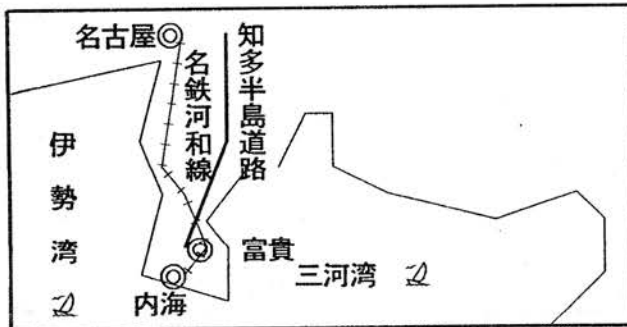 名古屋
名鉄河和線
知多半島道路
伊勢湾
富貴
三河湾
内海